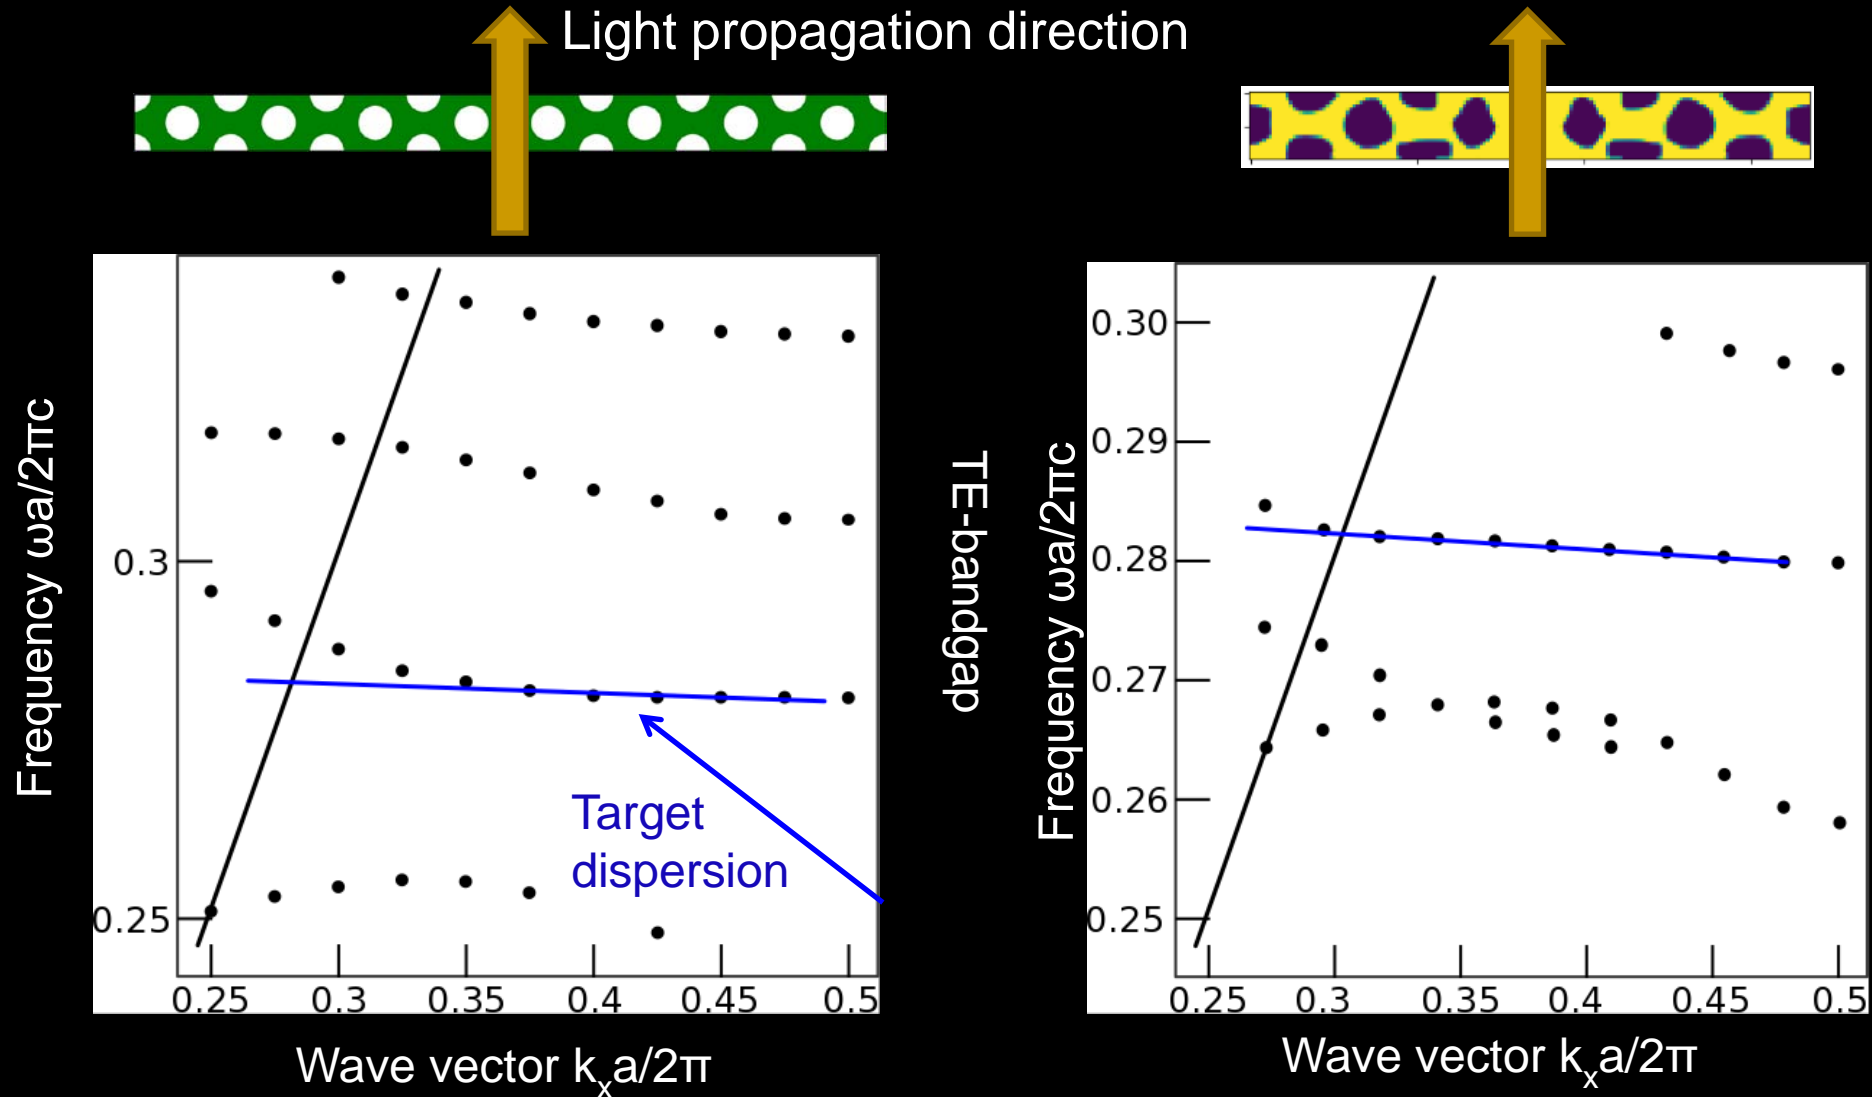 Light propagation direction
Frequency ωa/2πc
0.3
0.25
0.25 0.3 0.35 0.4 0.45 0.5
Wave vector kₓa/2π
Target
dispersion
TE-bandgap
Frequency ωa/2πc
0.30
0.29
0.28
0.27
0.26
0.25
0.25 0.3 0.35 0.4 0.45 0.5
Wave vector kₓa/2π